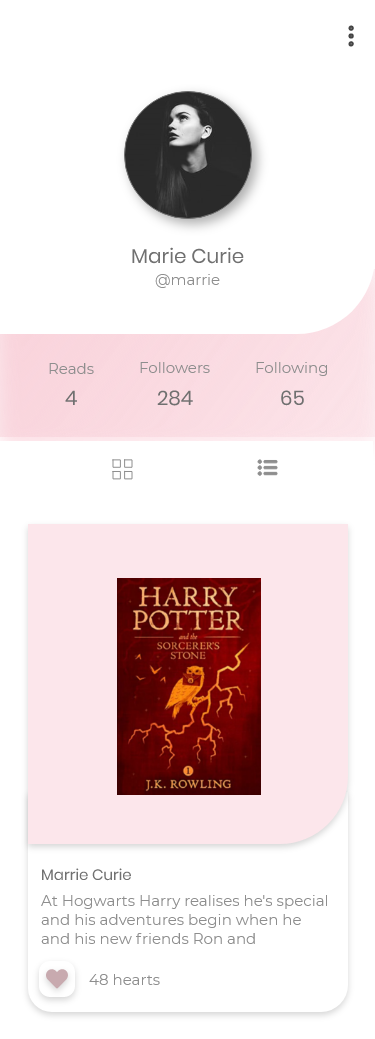 Marie Curie
@marrie
Reads Followers Following
4 284 65
HARRY
POTTER
and the
SORCERER'S
STONE
1
J.K. ROWLING
Marrie Curie
At Hogwarts Harry realises he's special
and his adventures begin when he
and his new friends Ron and
48 hearts